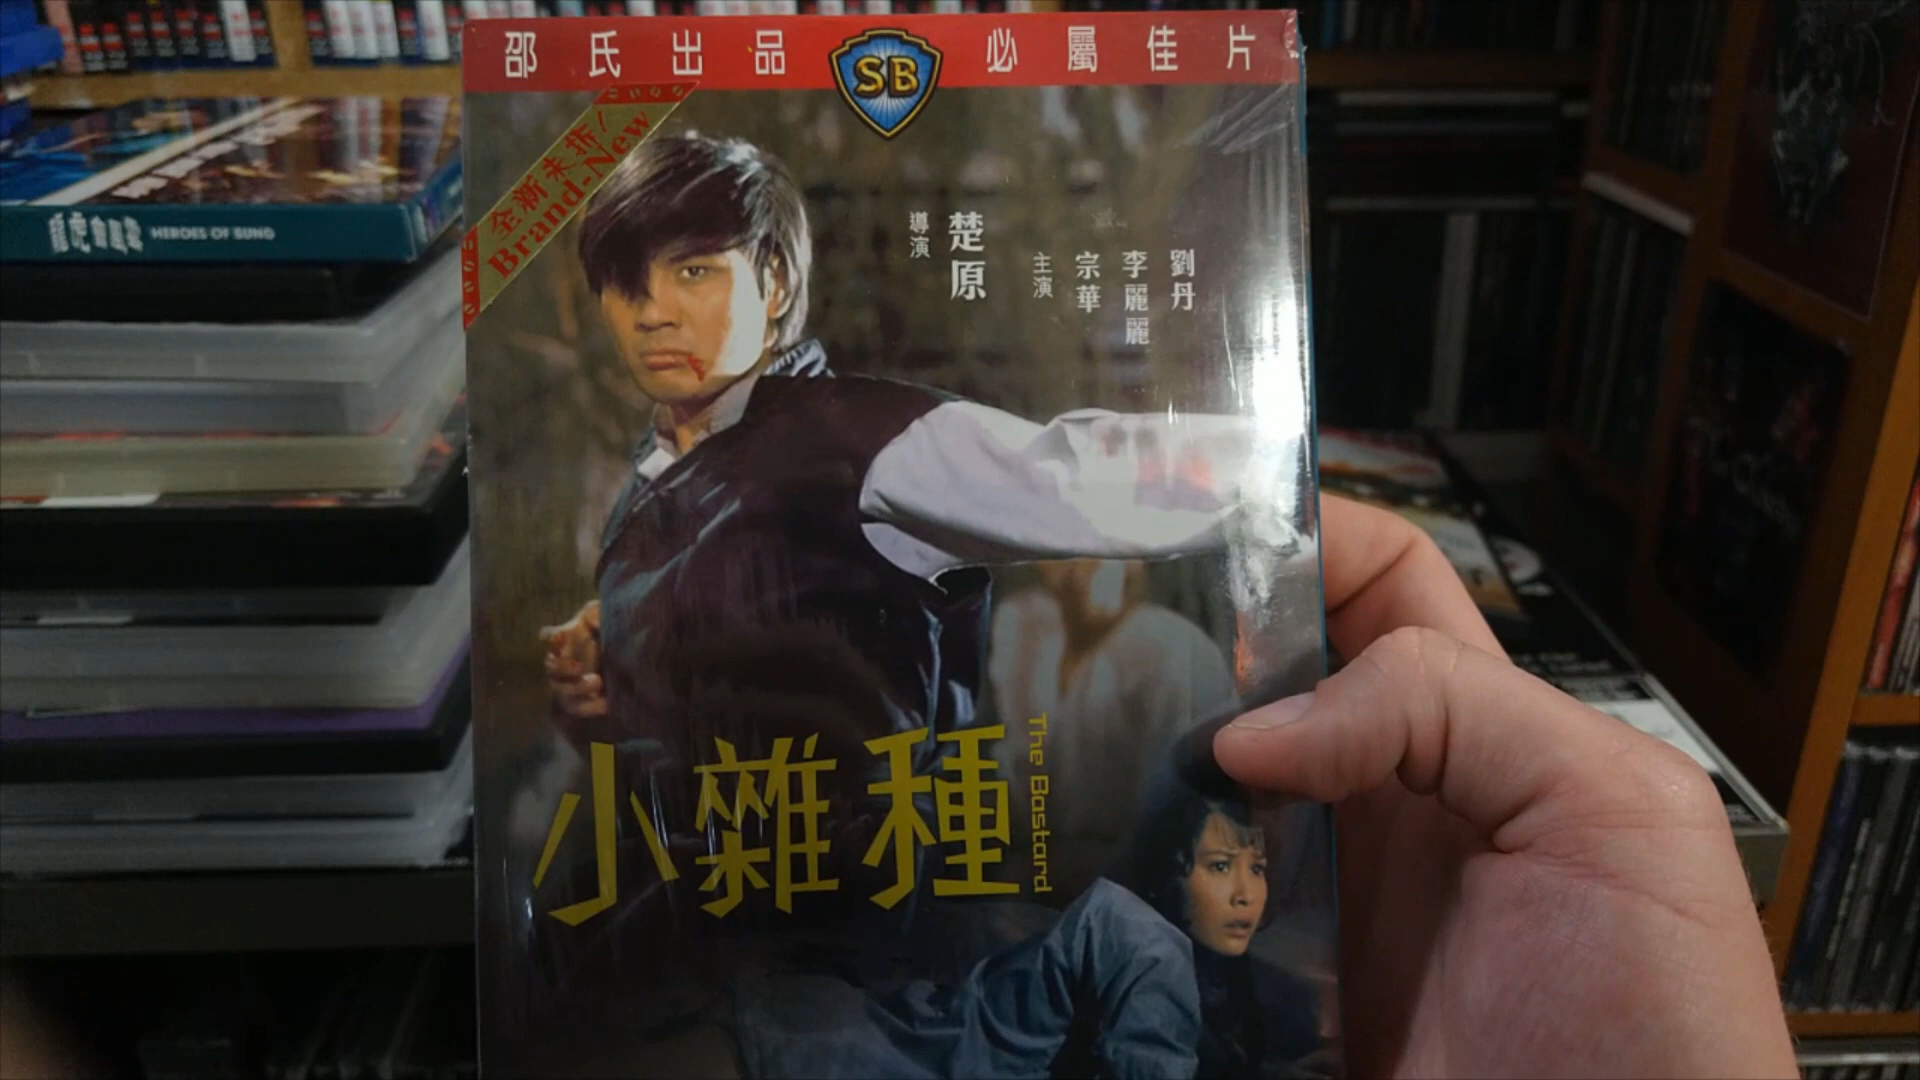 邵氏出品 SB 必屬佳片
全新未拆!
Brand-New
導演 楚原
主演 宗華 李麗麗 劉丹
小雜種
The Bastard
龍虎會風雲 HEROES OF SUNG